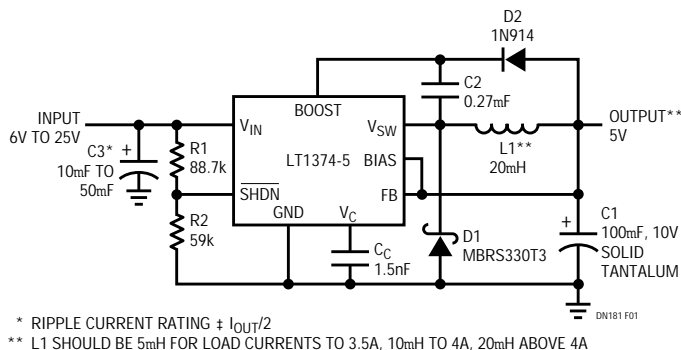 D2
1N914
C2
0.27mF
BOOST
INPUT
6V TO 25V
VIN
VSW
OUTPUT**
5V
C3*
+
10mF TO
50mF
R1
88.7k
LT1374-5
BIAS
L1**
20mH
SHDN
FB
R2
59k
GND
VC
CC
1.5nF
D1
MBRS330T3
+
C1
100mF, 10V
SOLID
TANTALUM
DN181 F01
* RIPPLE CURRENT RATING ‡ IOUT/2
** L1 SHOULD BE 5mH FOR LOAD CURRENTS TO 3.5A, 10mH TO 4A, 20mH ABOVE 4A